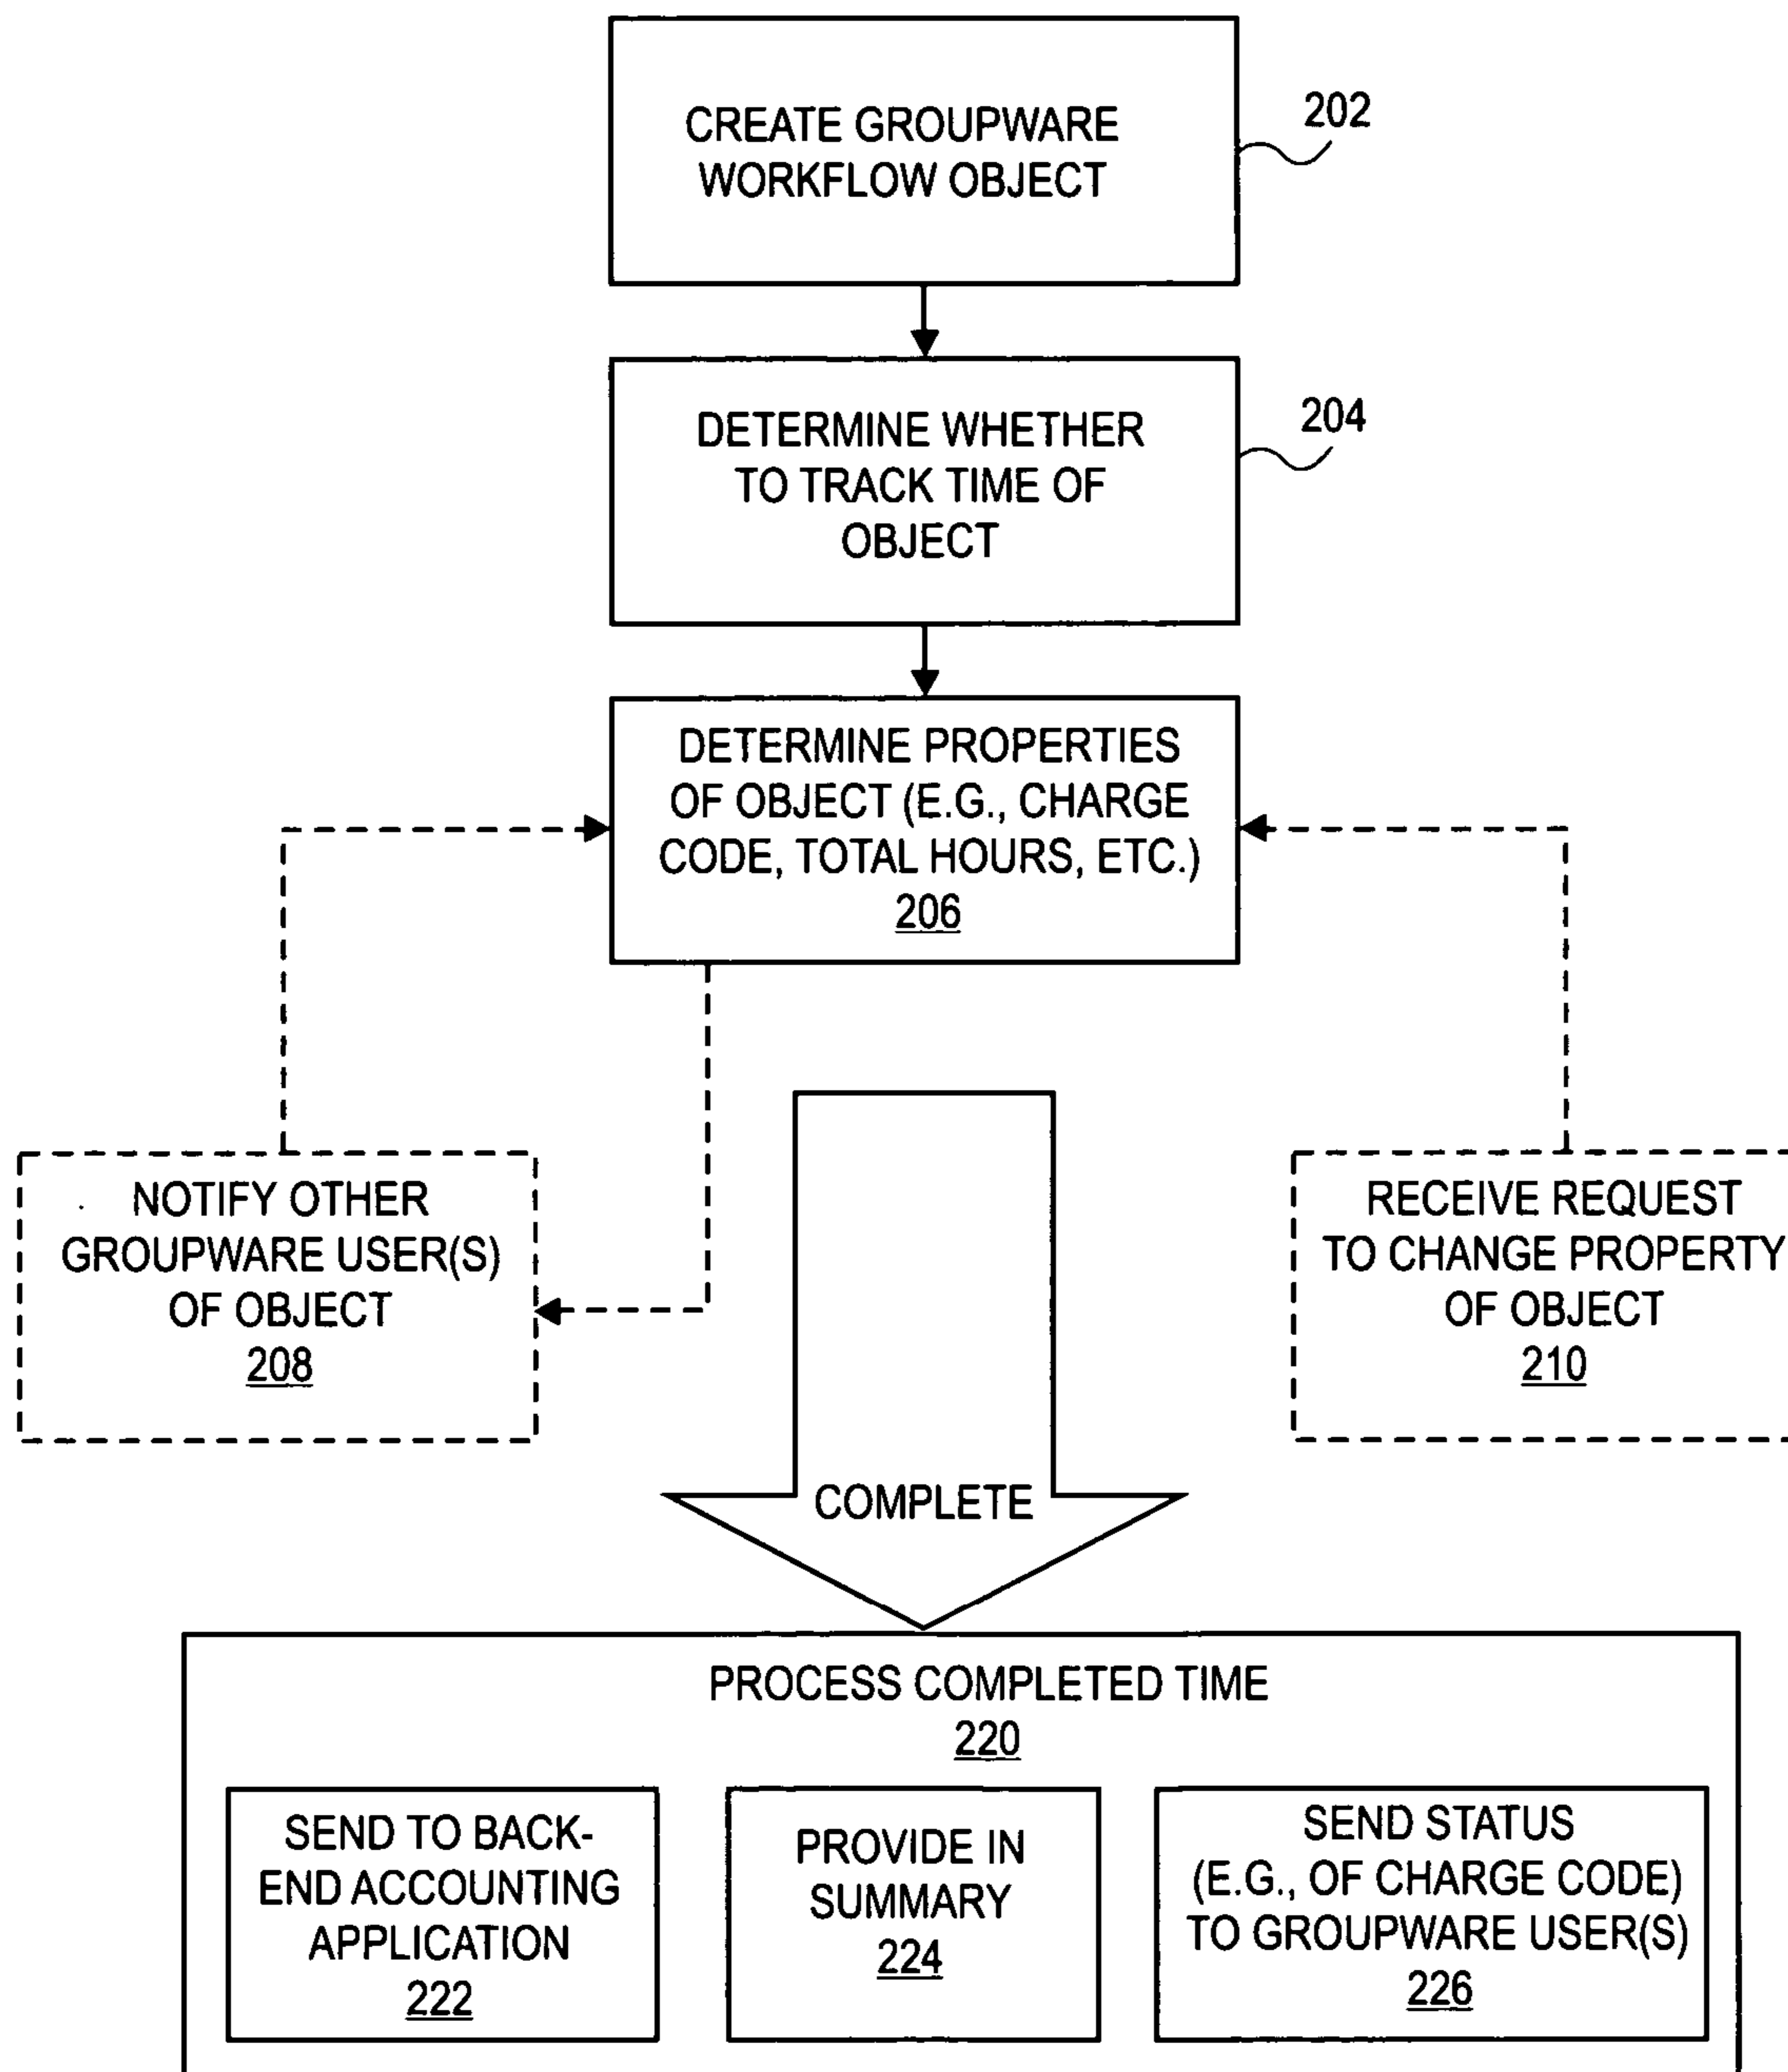 CREATE GROUPWARE
WORKFLOW OBJECT
202
DETERMINE WHETHER
TO TRACK TIME OF
OBJECT
204
DETERMINE PROPERTIES
OF OBJECT (E.G., CHARGE
CODE, TOTAL HOURS, ETC.)
206
NOTIFY OTHER
GROUPWARE USER(S)
OF OBJECT
208
RECEIVE REQUEST
TO CHANGE PROPERTY
OF OBJECT
210
COMPLETE
PROCESS COMPLETED TIME
220
SEND TO BACK-
END ACCOUNTING
APPLICATION
222
PROVIDE IN
SUMMARY
224
SEND STATUS
(E.G., OF CHARGE CODE)
TO GROUPWARE USER(S)
226